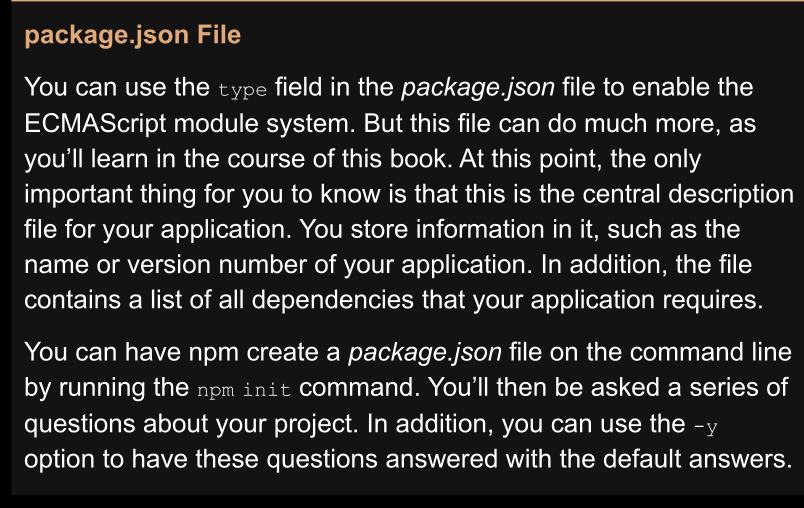 package.json File
You can use the type field in the package.json file to enable the
ECMAScript module system. But this file can do much more, as
you’ll learn in the course of this book. At this point, the only
important thing for you to know is that this is the central description
file for your application. You store information in it, such as the
name or version number of your application. In addition, the file
contains a list of all dependencies that your application requires.
You can have npm create a package.json file on the command line
by running the npm init command. You’ll then be asked a series of
questions about your project. In addition, you can use the -y
option to have these questions answered with the default answers.